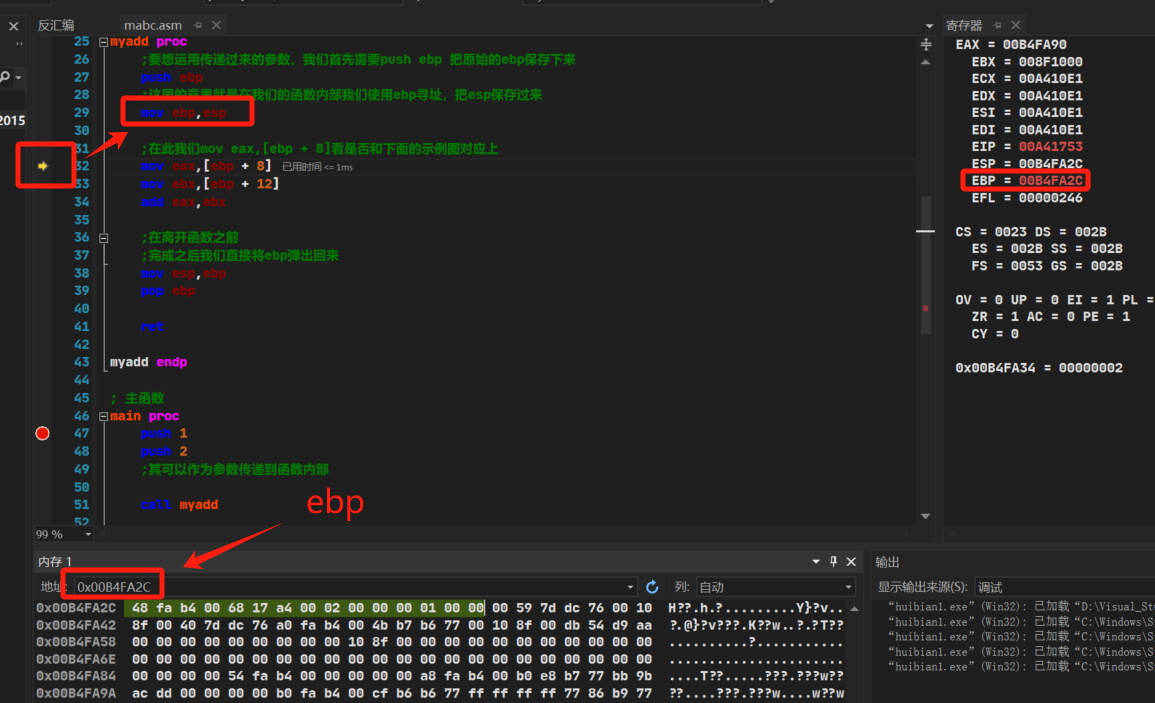 反汇编 mabc.asm
寄存器
25 myadd proc
26 ;要想运用传递过来的参数，我们首先需要push ebp 把原始的ebp保存下来
27 push ebp
28 ;这里的意思就是在我们的函数内部我们使用ebp寻址，把esp保存过来
29 mov ebp,esp
30
31 ;在此我们mov eax,[ebp + 8]看是否和下面的示例图对应上
32 mov eax,[ebp + 8] 已用时间 <= 1ms
33 mov ebx,[ebp + 12]
34 add eax,ebx
35
36 ;在离开函数之前
37 ;完成之后我们直接将ebp弹出回来
38 mov esp,ebp
39 pop ebp
40
41 ret
42
43 myadd endp
44
45 ; 主函数
46 main proc
47 push 1
48 push 2
49 ;其可以作为参数传递到函数内部
50
51 call myadd
52
99 %
2015
EAX = 00B4FA90
EBX = 008F1000
ECX = 00A410E1
EDX = 00A410E1
ESI = 00A410E1
EDI = 00A410E1
EIP = 00A41753
ESP = 00B4FA2C
EBP = 00B4FA2C
EFL = 00000246
CS = 0023 DS = 002B
ES = 002B SS = 002B
FS = 0053 GS = 002B
OV = 0 UP = 0 EI = 1 PL =
ZR = 1 AC = 0 PE = 1
CY = 0
0x00B4FA34 = 00000002
ebp
内存 1
地址: 0x00B4FA2C 列: 自动
0x00B4FA2C 48 fa b4 00 68 17 a4 00 02 00 00 00 01 00 00 00 59 7d dc 76 00 10 H??.h.?.........Y}?v..
0x00B4FA42 8f 00 40 7d dc 76 a0 fa b4 00 4b b7 b6 77 00 10 8f 00 db 54 d9 aa ?.@}?v???.K??w..?.?T??
0x00B4FA58 00 00 00 00 00 00 00 00 00 00 10 8f 00 00 00 00 00 00 00 00 00 00 ...........?..........
0x00B4FA6E 00 00 00 00 00 00 00 00 00 00 00 00 00 00 00 00 00 00 00 00 00 00 ......................
0x00B4FA84 00 00 00 00 54 fa b4 00 00 00 00 00 a8 fa b4 00 b0 e8 b7 77 bb 9b ....T??.....???.???w??
0x00B4FA9A ac dd 00 00 00 00 b0 fa b4 00 cf b6 b6 77 ff ff ff ff 77 86 b9 77 ??....???.???w....w??w
输出
显示输出来源(S): 调试
“huibian1.exe”(Win32): 已加载“D:\Visual_St
“huibian1.exe”(Win32): 已加载“C:\Windows\S
“huibian1.exe”(Win32): 已加载“C:\Windows\S
“huibian1.exe”(Win32): 已加载“C:\Windows\S
“huibian1.exe”(Win32): 已加载“C:\Windows\S